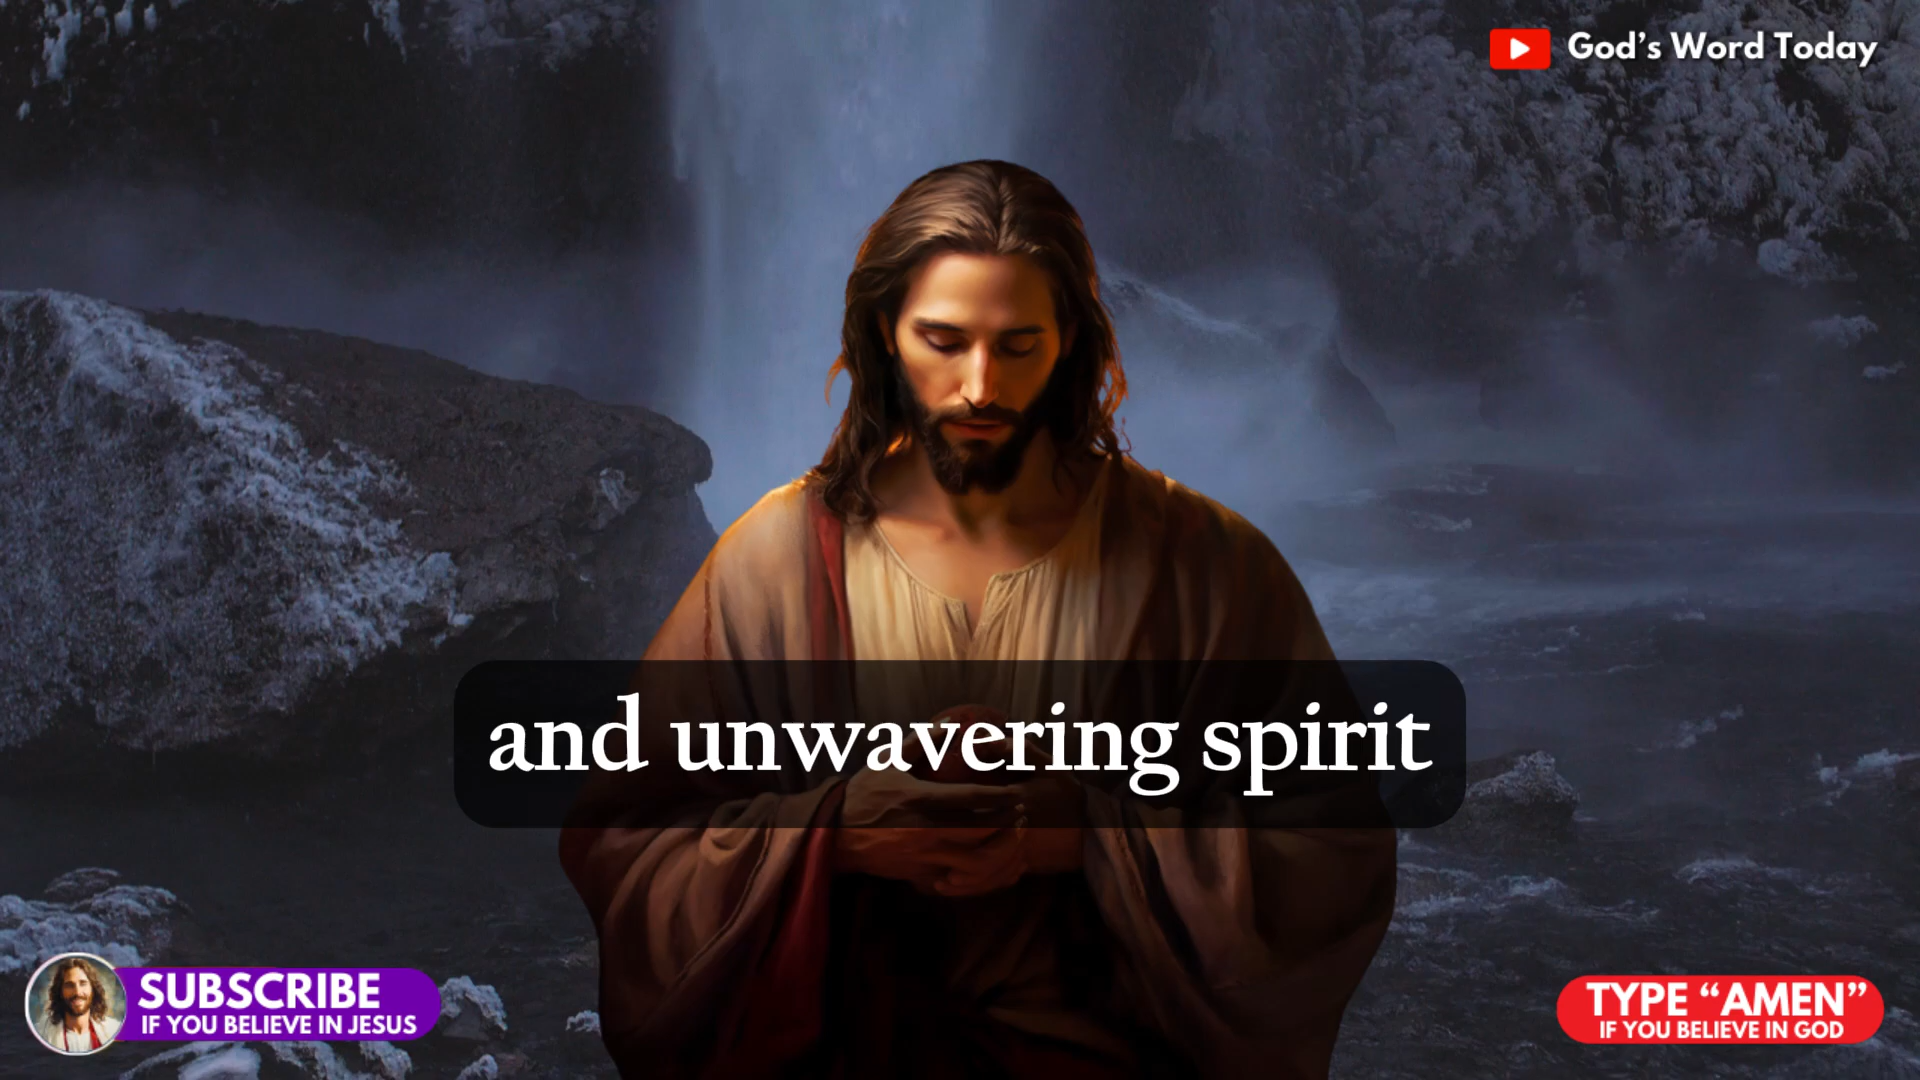 God’s Word Today
and unwavering spirit
SUBSCRIBE
IF YOU BELIEVE IN JESUS
TYPE “AMEN”
IF YOU BELIEVE IN GOD